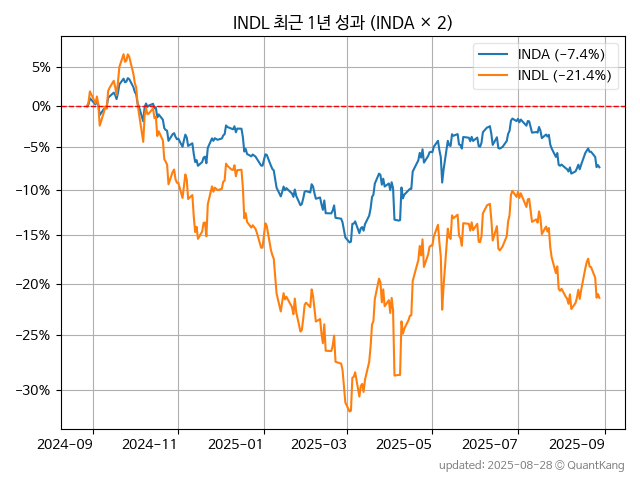 INDL 최근 1년 성과 (INDA × 2)
INDA (−7.4%)
INDL (−21.4%)
5%
0%
−5%
−10%
−15%
−20%
−25%
−30%
2024-09 2024-11 2025-01 2025-03 2025-05 2025-07 2025-09
updated: 2025-08-28 © QuantKang